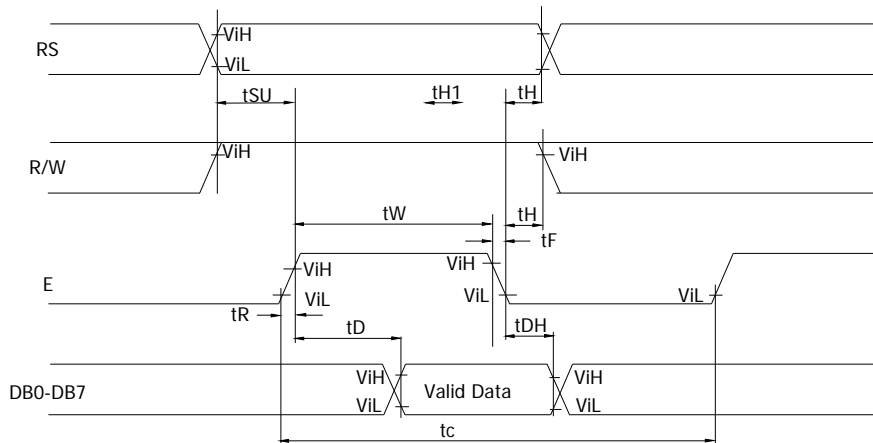 RS
ViH
ViL
tSU
tH1
tH
R/W
ViH
ViH
tW
tH
tF
E
ViH
ViH
ViL
ViL
ViL
tR
tD
tDH
DB0-DB7
ViH
Valid Data
ViH
ViL
ViL
tc